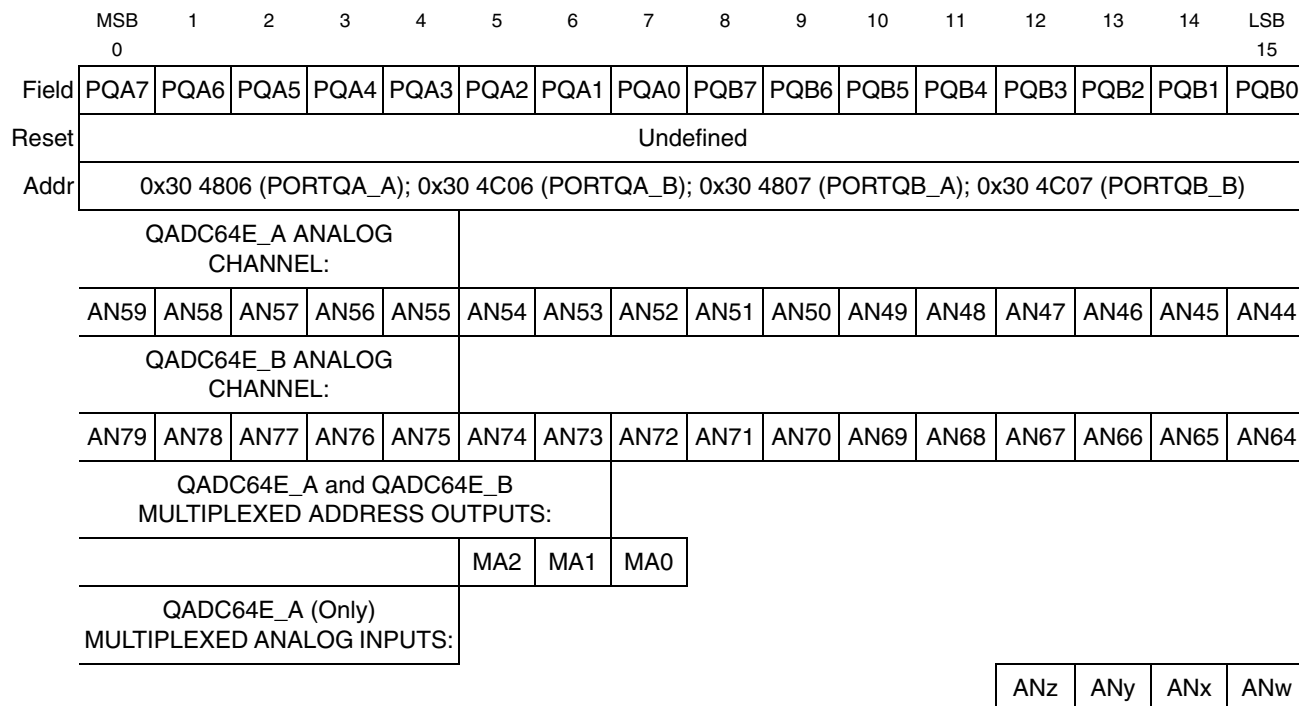 MSB 1 2 3 4 5 6 7 8 9 10 11 12 13 14 LSB
0 15
Field PQA7 PQA6 PQA5 PQA4 PQA3 PQA2 PQA1 PQA0 PQB7 PQB6 PQB5 PQB4 PQB3 PQB2 PQB1 PQB0
Reset Undefined
Addr 0x30 4806 (PORTQA_A); 0x30 4C06 (PORTQA_B); 0x30 4807 (PORTQB_A); 0x30 4C07 (PORTQB_B)
QADC64E_A ANALOG
CHANNEL:
AN59 AN58 AN57 AN56 AN55 AN54 AN53 AN52 AN51 AN50 AN49 AN48 AN47 AN46 AN45 AN44
QADC64E_B ANALOG
CHANNEL:
AN79 AN78 AN77 AN76 AN75 AN74 AN73 AN72 AN71 AN70 AN69 AN68 AN67 AN66 AN65 AN64
QADC64E_A and QADC64E_B
MULTIPLEXED ADDRESS OUTPUTS:
MA2 MA1 MA0
QADC64E_A (Only)
MULTIPLEXED ANALOG INPUTS:
ANz ANy ANx ANw